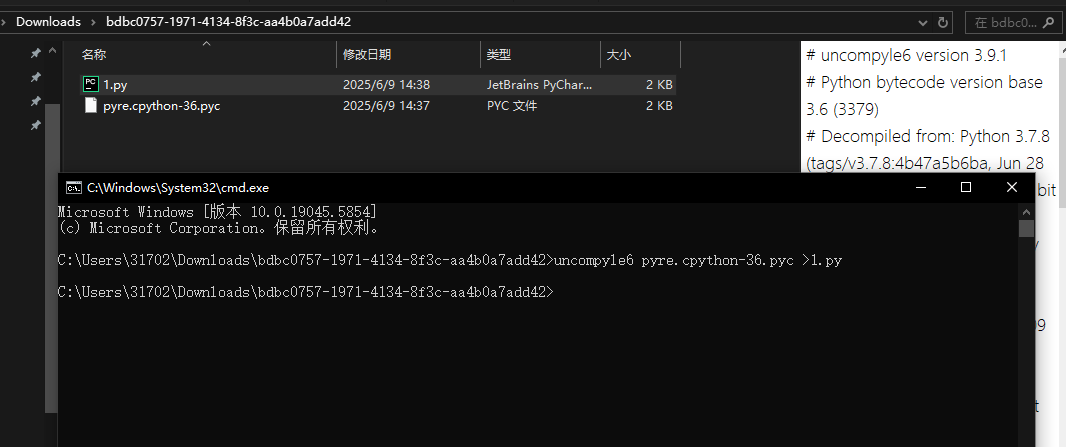 Downloads › bdbc0757-1971-4134-8f3c-aa4b0a7add42
在 bdbc0...
名称 修改日期 类型 大小
1.py 2025/6/9 14:38 JetBrains PyChar... 2 KB
pyre.cpython-36.pyc 2025/6/9 14:37 PYC 文件 2 KB
# uncompyle6 version 3.9.1
# Python bytecode version base
3.6 (3379)
# Decompiled from: Python 3.7.8
(tags/v3.7.8:4b47a5b6ba, Jun 28
bit
C:\Windows\System32\cmd.exe
Microsoft Windows [版本 10.0.19045.5854]
(c) Microsoft Corporation。保留所有权利。
C:\Users\31702\Downloads\bdbc0757-1971-4134-8f3c-aa4b0a7add42>uncompyle6 pyre.cpython-36.pyc >1.py
C:\Users\31702\Downloads\bdbc0757-1971-4134-8f3c-aa4b0a7add42>